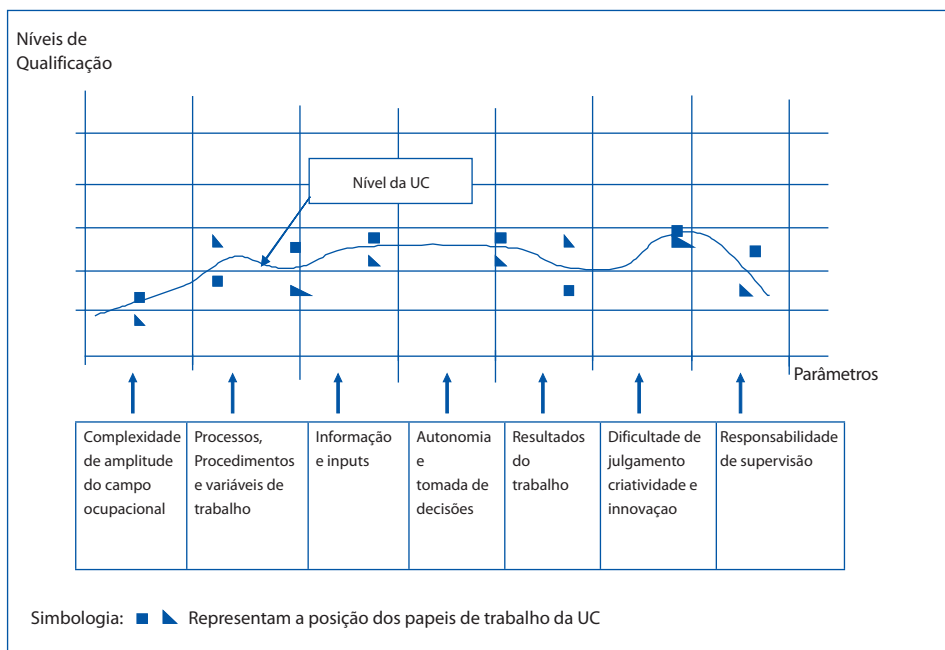 Níveis de
Qualificação
Nível da UC
Parâmetros
Complexidade
de amplitude
do campo
ocupacional
Processos,
Procedimentos
e variáveis de
trabalho
Informação
e inputs
Autonomia
e
tomada de
decisões
Resultados
do
trabalho
Dificultade de
julgamento
criatividade e
innovaçao
Responsabilidade
de supervisão
Simbologia: Representam a posição dos papeis de trabalho da UC